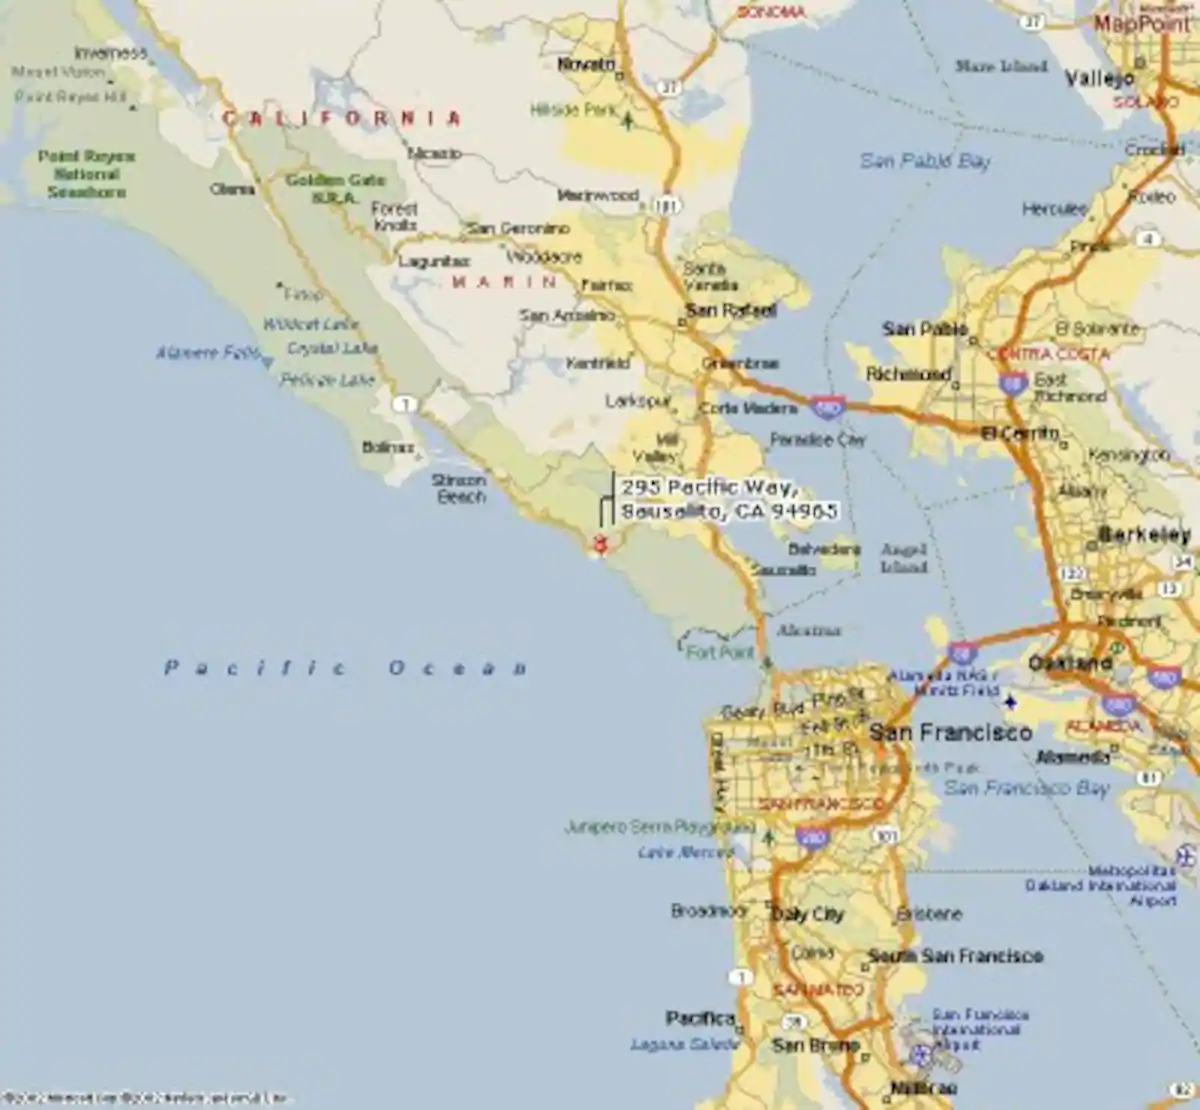 SONOMA
37
MapPoint
Inverness
Novato
Mare Island
Vallejo
Mount Vision
37
SOLANO
Point Reyes Hill
Hillside Park
CALIFORNIA
Nicasio
Crockett
Point Reyes
National
Seashore
San Pablo Bay
Olema
Golden Gate
N.R.A.
Marinwood
101
Rodeo
Forest
Knolls
Hercules
San Geronimo
4
Pinole
Lagunitas
Woodacre
Santa
Venetia
MARIN
Fairfax
San Rafael
San Anselmo
Wildcat Lake
San Pablo
El Sobrante
Alamere Falls
Crystal Lake
CONTRA COSTA
Kentfield
Greenbrae
Richmond
Pelican Lake
80
East
Richmond
1
Larkspur
Corte Madera
580
El Cerrito
Bolinas
Mill
Valley
Paradise Cay
Kensington
Stinson
Beach
295 Pacific Way,
Sausalito, CA 94965
Albany
Berkeley
Belvedere
Angel
Island
Sausalito
123
24
13
Emeryville
Piedmont
Alcatraz
Fort Point
Pacific Ocean
80
Oakland
580
Alameda NAS /
Nimitz Field
880
Geary Blvd
Pine St
Fell St
San Francisco
ALAMEDA
Alameda
61
San Francisco Bay
SAN FRANCISCO
Junipero Serra Playground
280
101
Lake Merced
Metropolitan
Oakland International
Airport
Broadmoor
Daly City
Brisbane
Colma
South San Francisco
1
SAN MATEO
Pacifica
San Francisco
International
Airport
Laguna Salada
San Bruno
Millbrae
92